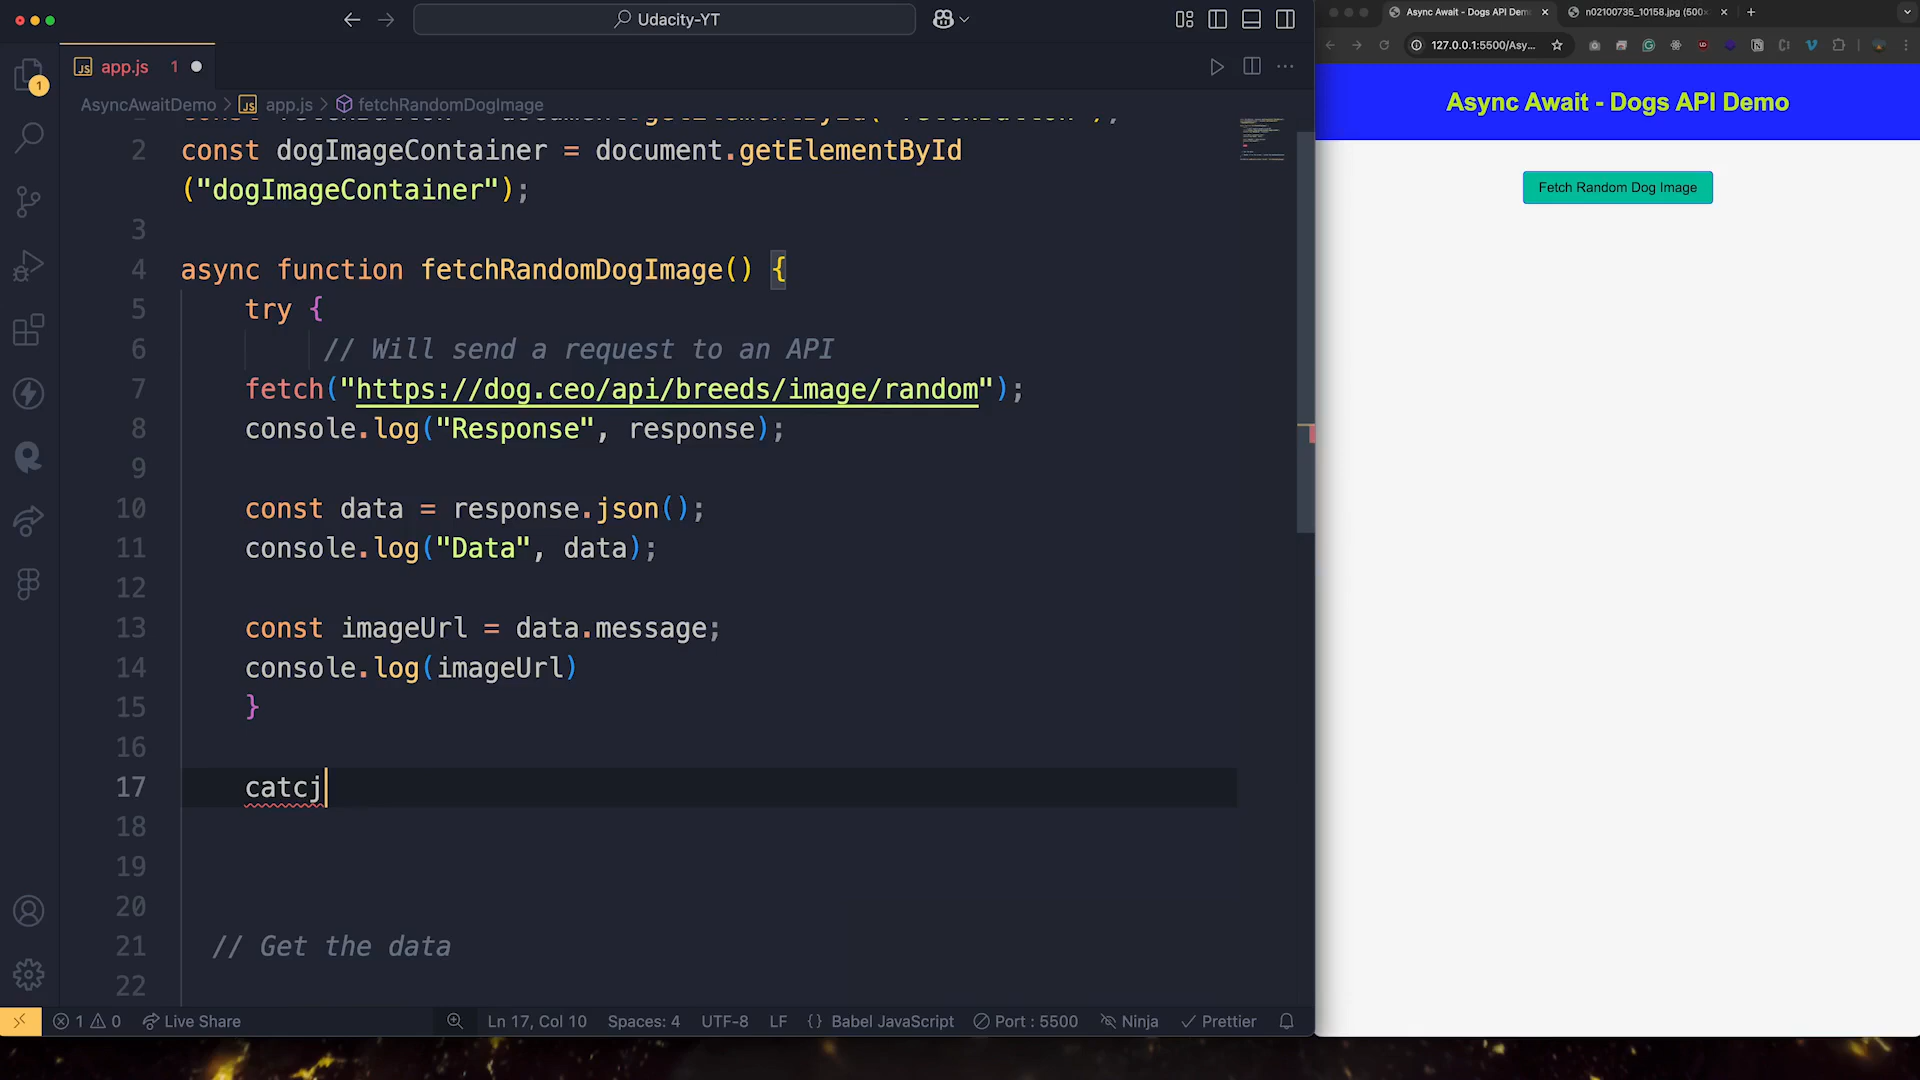 Udacity-YT
Async Await - Dogs API Demo
n02100735_10158.jpg (500×
127.0.0.1:5500/Asy...
JS app.js 1
AsyncAwaitDemo > JS app.js > fetchRandomDogImage
1
2 const dogImageContainer = document.getElementById
("dogImageContainer");
3
4 async function fetchRandomDogImage() {
5 try {
6 // Will send a request to an API
7 fetch("https://dog.ceo/api/breeds/image/random");
8 console.log("Response", response);
9
10 const data = response.json();
11 console.log("Data", data);
12
13 const imageUrl = data.message;
14 console.log(imageUrl)
15 }
16
17 catcj
18
19
20
21 // Get the data
22
1 0 Live Share Ln 17, Col 10 Spaces: 4 UTF-8 LF {} Babel JavaScript Port : 5500 Ninja Prettier
Async Await - Dogs API Demo
Fetch Random Dog Image